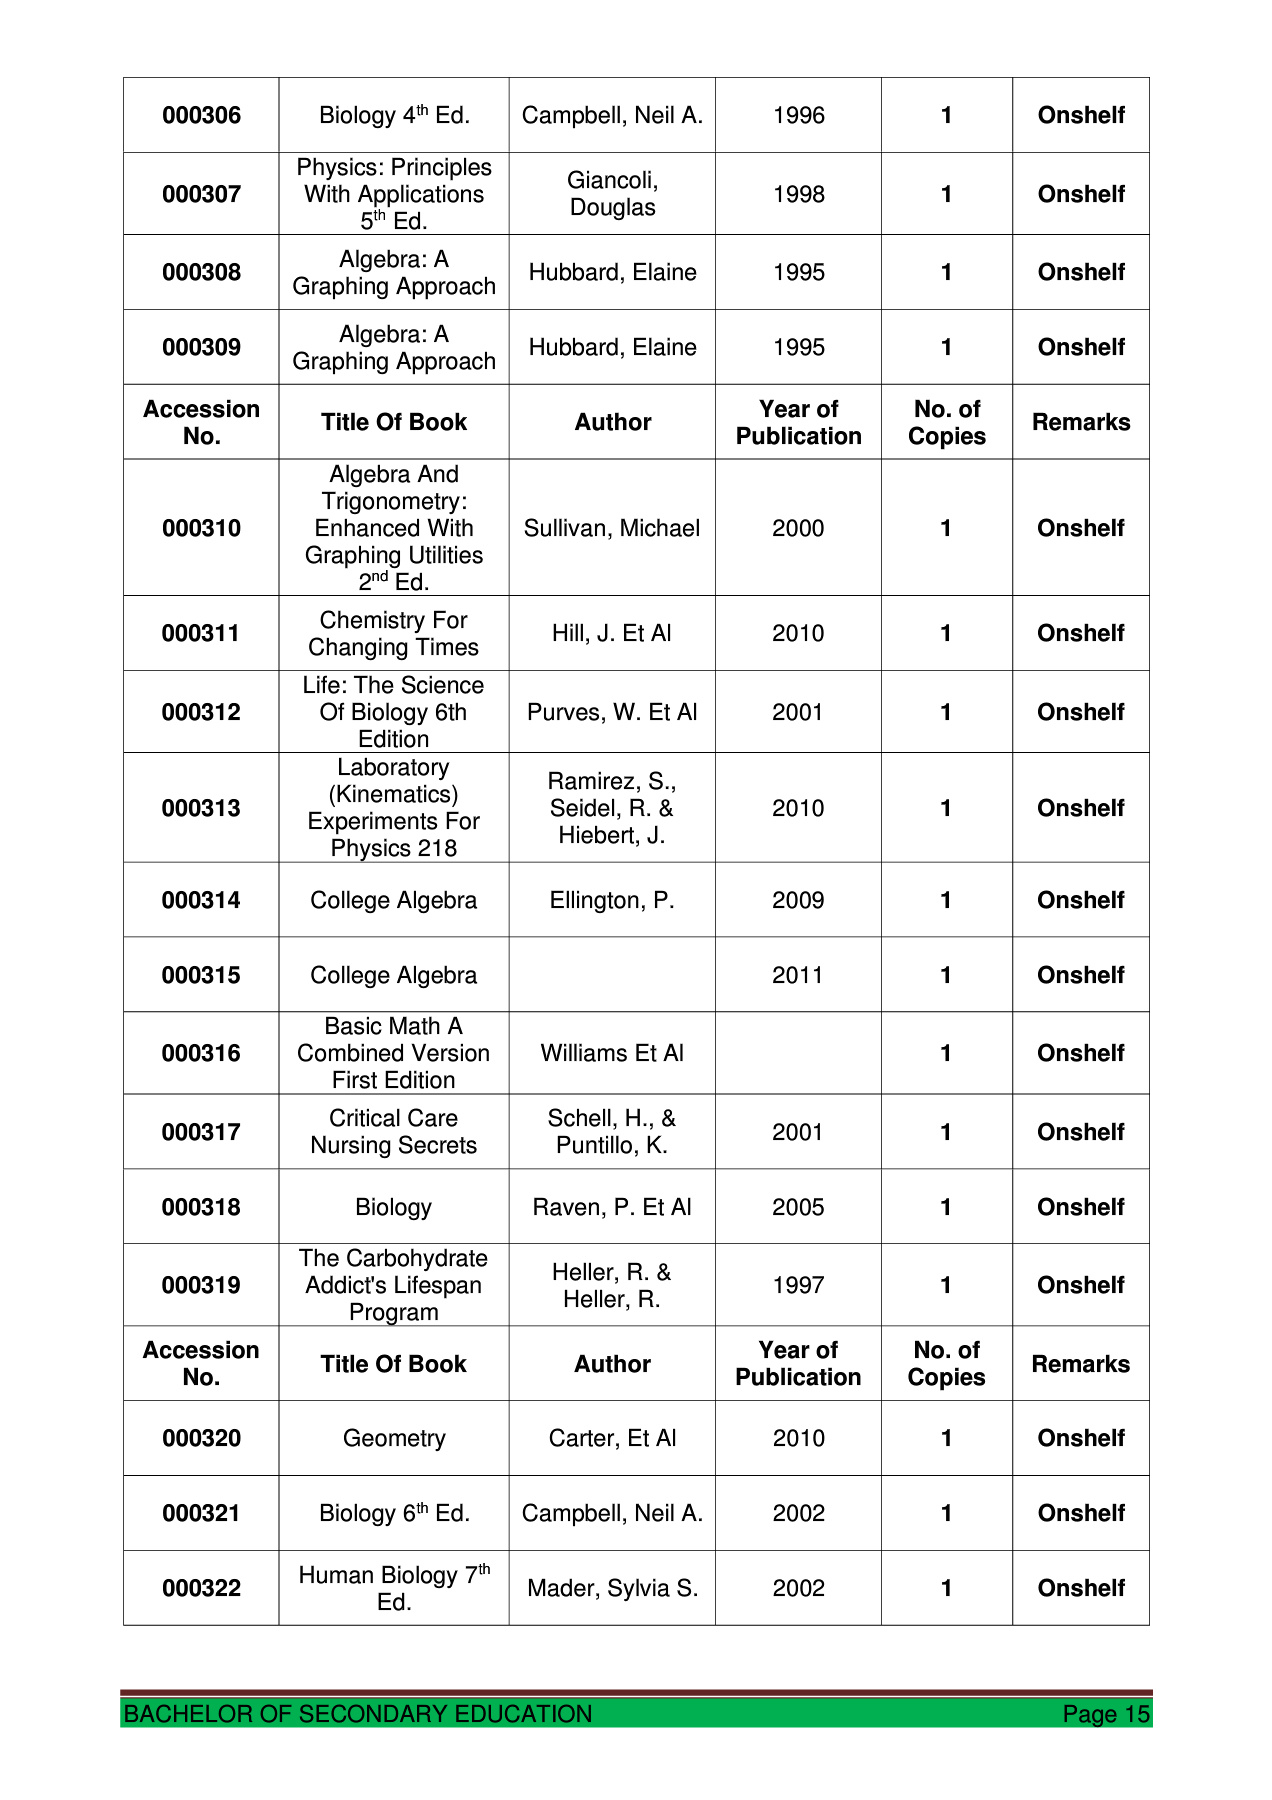 000306 Biology 4th Ed. Campbell, Neil A. 1996 1 Onshelf
Physics: Principles
With Applications
5th Ed.
000307 Giancoli,
Douglas 1998 1 Onshelf
000308 Algebra: A
Graphing Approach Hubbard, Elaine 1995 1 Onshelf
000309 Algebra: A
Graphing Approach Hubbard, Elaine 1995 1 Onshelf
Accession
No. Title Of Book Author Year of
Publication No. of
Copies Remarks
000310 Algebra And
Trigonometry:
Enhanced With
Graphing Utilities
2nd Ed. Sullivan, Michael 2000 1 Onshelf
000311 Chemistry For
Changing Times Hill, J. Et Al 2010 1 Onshelf
000312 Life: The Science
Of Biology 6th
Edition Purves, W. Et Al 2001 1 Onshelf
000313 Laboratory
(Kinematics)
Experiments For
Physics 218 Ramirez, S.,
Seidel, R. &
Hiebert, J. 2010 1 Onshelf
000314 College Algebra Ellington, P. 2009 1 Onshelf
000315 College Algebra 2011 1 Onshelf
000316 Basic Math A
Combined Version
First Edition Williams Et Al 1 Onshelf
000317 Critical Care
Nursing Secrets Schell, H., &
Puntillo, K. 2001 1 Onshelf
000318 Biology Raven, P. Et Al 2005 1 Onshelf
000319 The Carbohydrate
Addict's Lifespan
Program Heller, R. &
Heller, R. 1997 1 Onshelf
Accession
No. Title Of Book Author Year of
Publication No. of
Copies Remarks
000320 Geometry Carter, Et Al 2010 1 Onshelf
000321 Biology 6th Ed. Campbell, Neil A. 2002 1 Onshelf
000322 Human Biology 7th
Ed. Mader, Sylvia S. 2002 1 Onshelf
BACHELOR OF SECONDARY EDUCATION Page 15